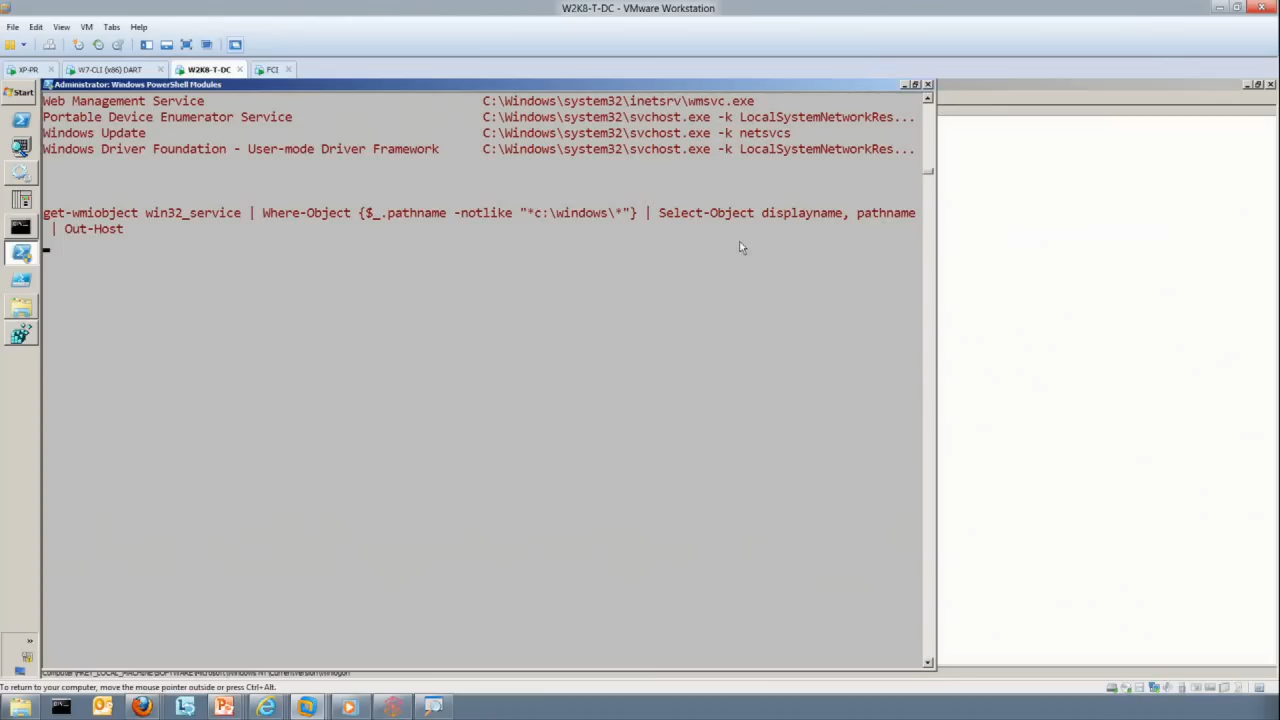 W2K8-T-DC - VMware Workstation
File Edit View VM Tabs Help
XP-PR W7-CLI (x86) DART W2K8-T-DC FCI
Start Administrator: Windows PowerShell Modules
Web Management Service C:\Windows\system32\inetsrv\wmsvc.exe
Portable Device Enumerator Service C:\Windows\system32\svchost.exe -k LocalSystemNetworkRes...
Windows Update C:\Windows\system32\svchost.exe -k netsvcs
Windows Driver Foundation - User-mode Driver Framework C:\Windows\system32\svchost.exe -k LocalSystemNetworkRes...
get-wmiobject win32_service | Where-Object {$_.pathname -notlike "*c:\windows\*"} | Select-Object displayname, pathname
| Out-Host
To return to your computer, move the mouse pointer outside or press Ctrl+Alt.